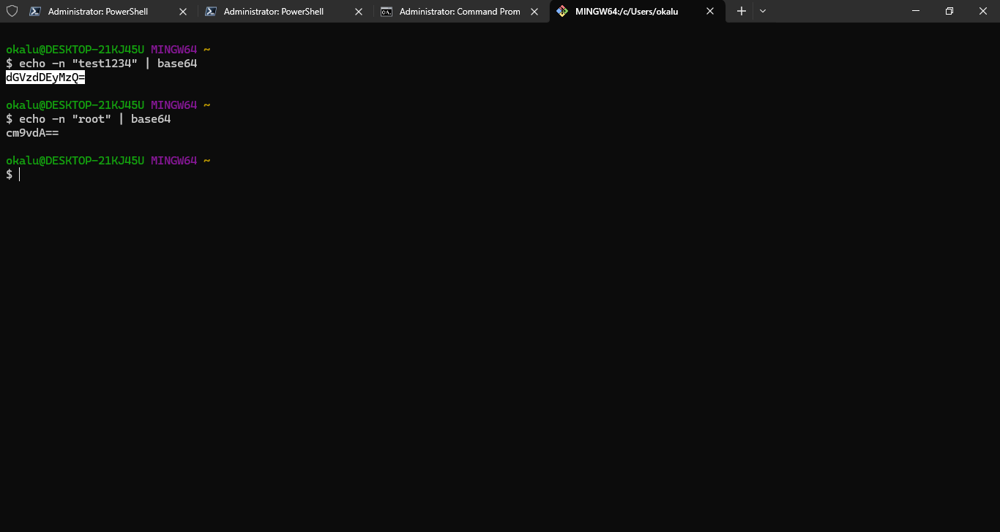 Administrator: PowerShell
Administrator: PowerShell
Administrator: Command Prom
MINGW64:/c/Users/okalu
okalu@DESKTOP-21KJ45U MINGW64 ~
$ echo -n "test1234" | base64
dGVzdDEyMzQ=
okalu@DESKTOP-21KJ45U MINGW64 ~
$ echo -n "root" | base64
cm9vdA==
okalu@DESKTOP-21KJ45U MINGW64 ~
$